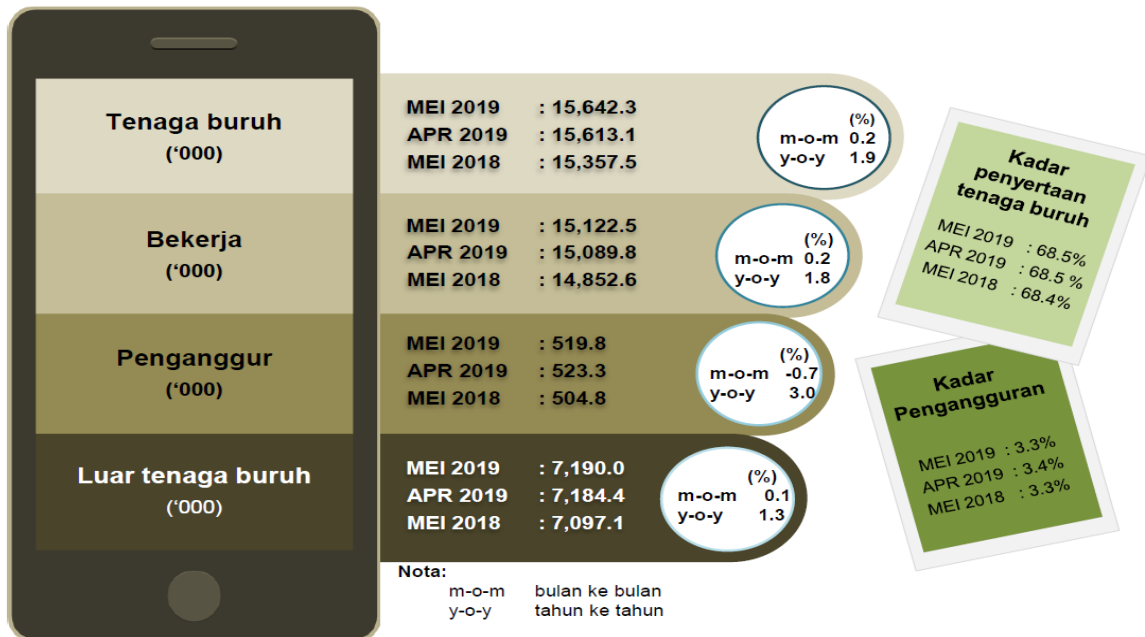 Tenaga buruh
(‘000)
MEI 2019 : 15,642.3
APR 2019 : 15,613.1
MEI 2018 : 15,357.5
(%)
m-o-m 0.2
y-o-y 1.9
Bekerja
(‘000)
MEI 2019 : 15,122.5
APR 2019 : 15,089.8
MEI 2018 : 14,852.6
(%)
m-o-m 0.2
y-o-y 1.8
Penganggur
(‘000)
MEI 2019 : 519.8
APR 2019 : 523.3
MEI 2018 : 504.8
(%)
m-o-m -0.7
y-o-y 3.0
Luar tenaga buruh
(‘000)
MEI 2019 : 7,190.0
APR 2019 : 7,184.4
MEI 2018 : 7,097.1
(%)
m-o-m 0.1
y-o-y 1.3
Kadar
penyertaan
tenaga buruh
MEI 2019 : 68.5%
APR 2019 : 68.5 %
MEI 2018 : 68.4%
Kadar
Pengangguran
MEI 2019 : 3.3%
APR 2019 : 3.4%
MEI 2018 : 3.3%
Nota:
m-o-m bulan ke bulan
y-o-y tahun ke tahun